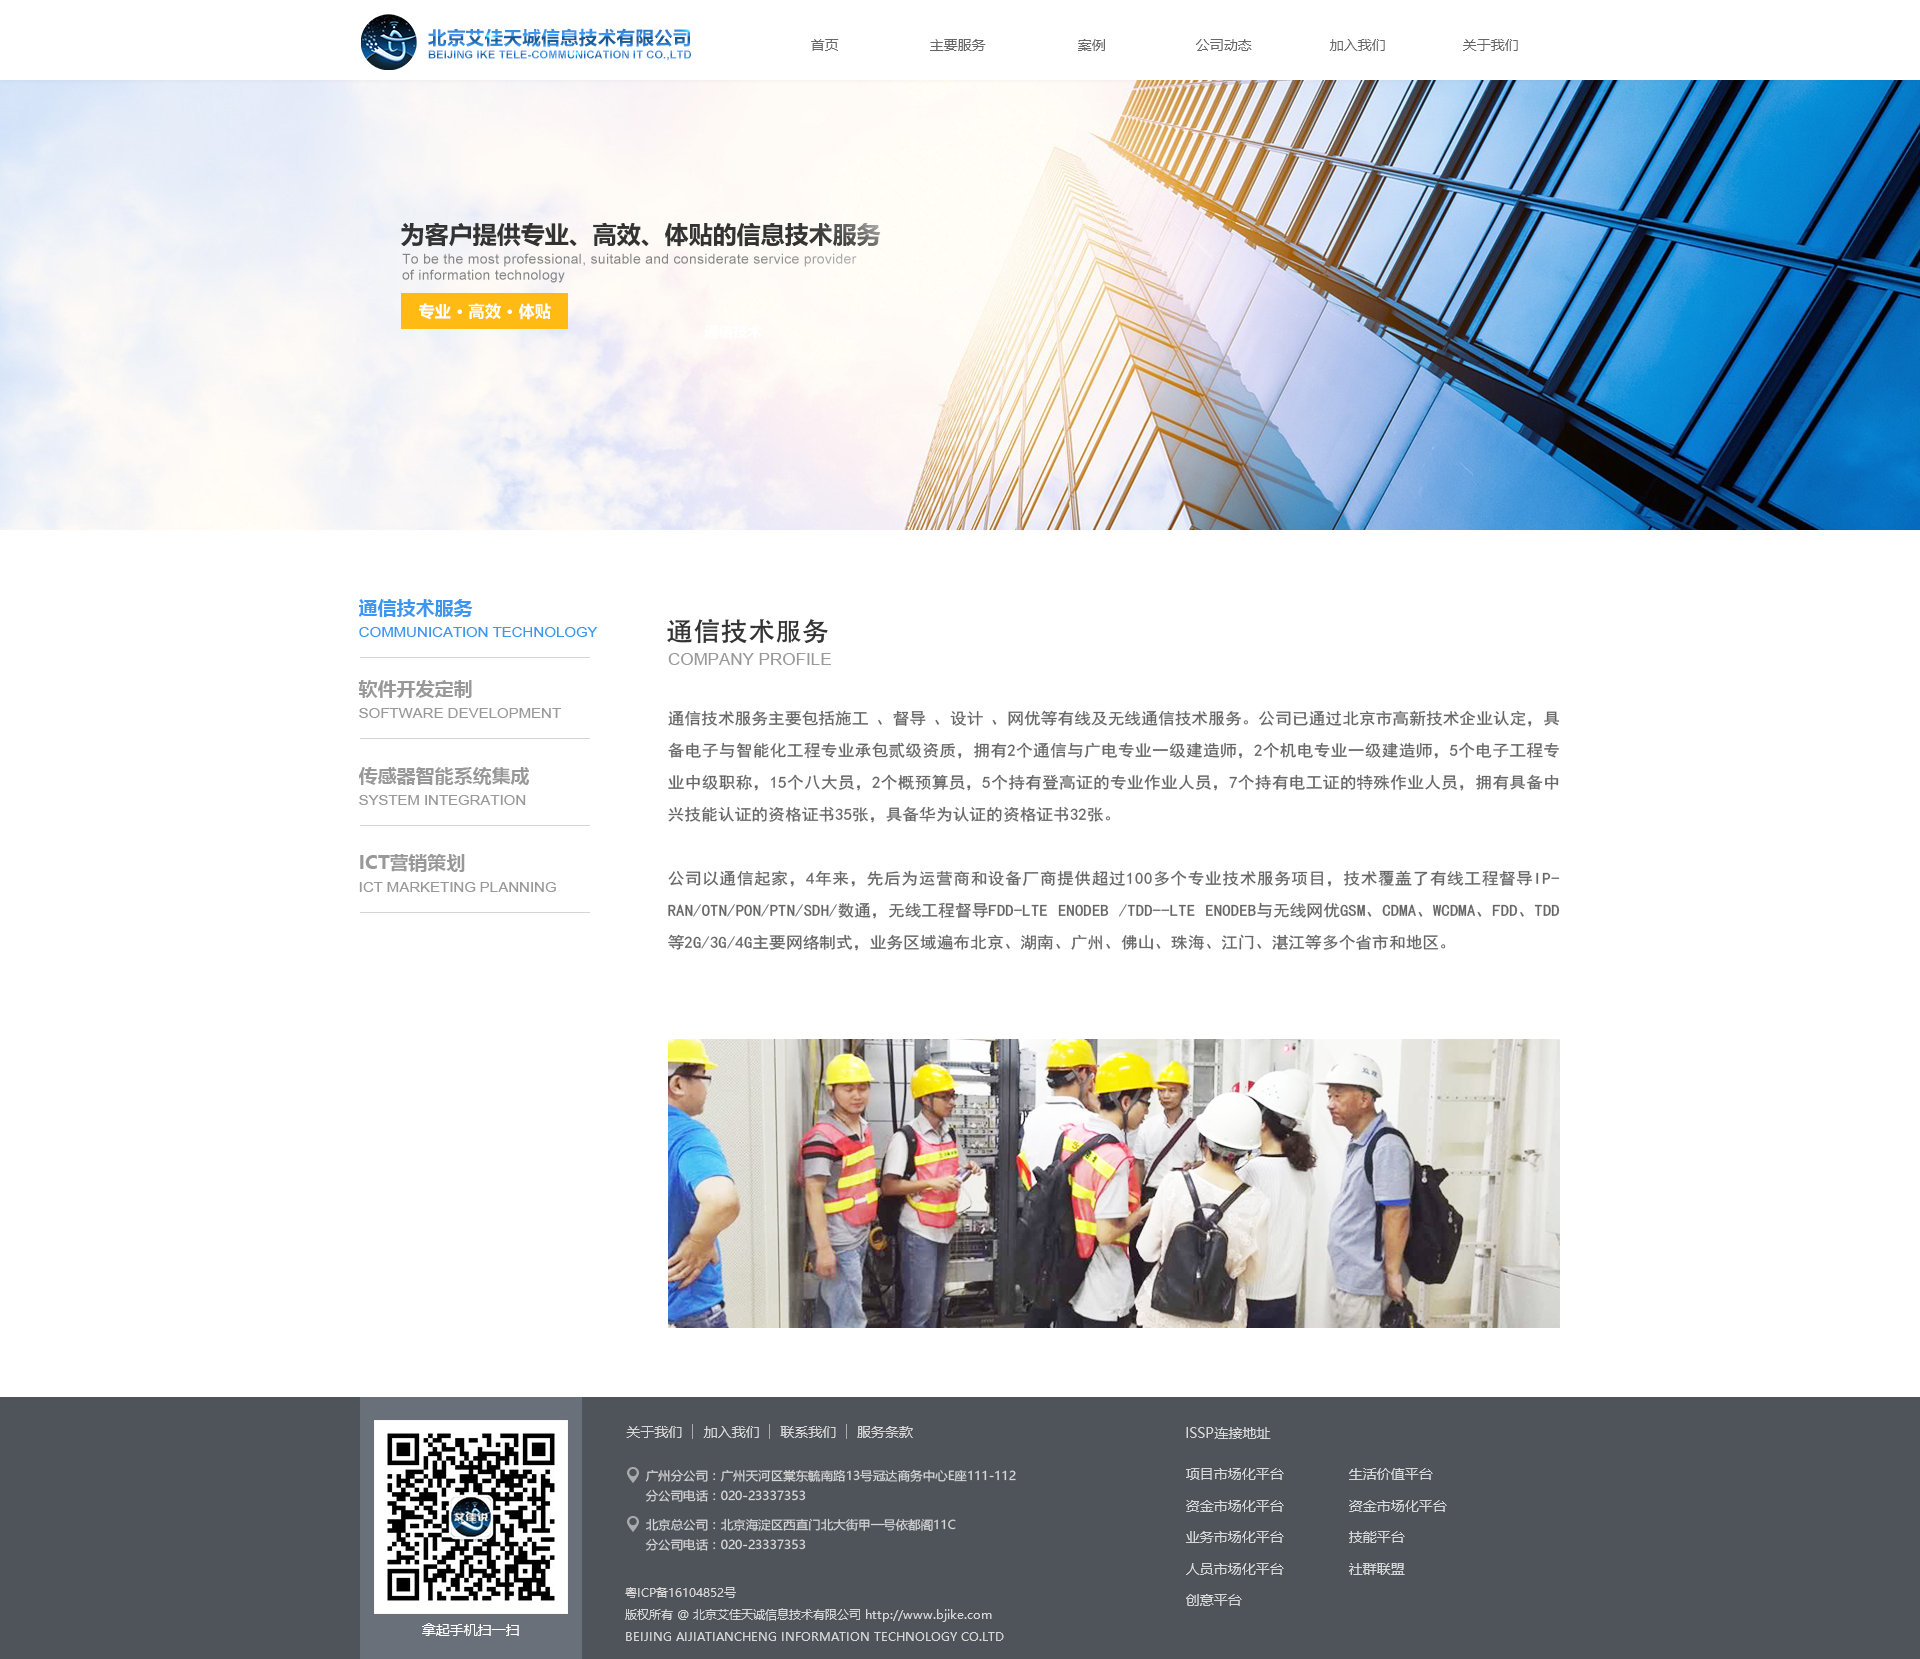 北京艾佳天诚信息技术有限公司
BEIJING IKE TELE-COMMUNICATION IT CO.,LTD
首页 主要服务 案例 公司动态 加入我们 关于我们
为客户提供专业、高效、体贴的信息技术服务
To be the most professional, suitable and considerate service provider
of information technology
专业·高效·体贴
通信技术服务
COMMUNICATION TECHNOLOGY
软件开发定制
SOFTWARE DEVELOPMENT
传感器智能系统集成
SYSTEM INTEGRATION
ICT营销策划
ICT MARKETING PLANNING
通信技术服务
COMPANY PROFILE
通信技术服务主要包括施工 、督导 、设计 、网优等有线及无线通信技术服务。公司已通过北京市高新技术企业认定，具
备电子与智能化工程专业承包贰级资质，拥有2个通信与广电专业一级建造师，2个机电专业一级建造师，5个电子工程专
业中级职称，15个八大员，2个概预算员，5个持有登高证的专业作业人员，7个持有电工证的特殊作业人员，拥有具备中
兴技能认证的资格证书35张，具备华为认证的资格证书32张。
公司以通信起家，4年来，先后为运营商和设备厂商提供超过100多个专业技术服务项目，技术覆盖了有线工程督导IP-
RAN/OTN/PON/PTN/SDH/数通，无线工程督导FDD-LTE ENODEB /TDD--LTE ENODEB与无线网优GSM、CDMA、WCDMA、FDD、TDD
等2G/3G/4G主要网络制式，业务区域遍布北京、湖南、广州、佛山、珠海、江门、湛江等多个省市和地区。
艾佳说
拿起手机扫一扫
关于我们 加入我们 联系我们 服务条款
广州分公司：广州天河区棠东毓南路13号冠达商务中心E座111-112
分公司电话：020-23337353
北京总公司：北京海淀区西直门北大街甲一号依都阁11C
分公司电话：020-23337353
粤ICP备16104852号
版权所有 @ 北京艾佳天诚信息技术有限公司 http://www.bjike.com
BEIJING AIJIATIANCHENG INFORMATION TECHNOLOGY CO.LTD
ISSP连接地址
项目市场化平台 生活价值平台
资金市场化平台 资金市场化平台
业务市场化平台 技能平台
人员市场化平台 社群联盟
创意平台